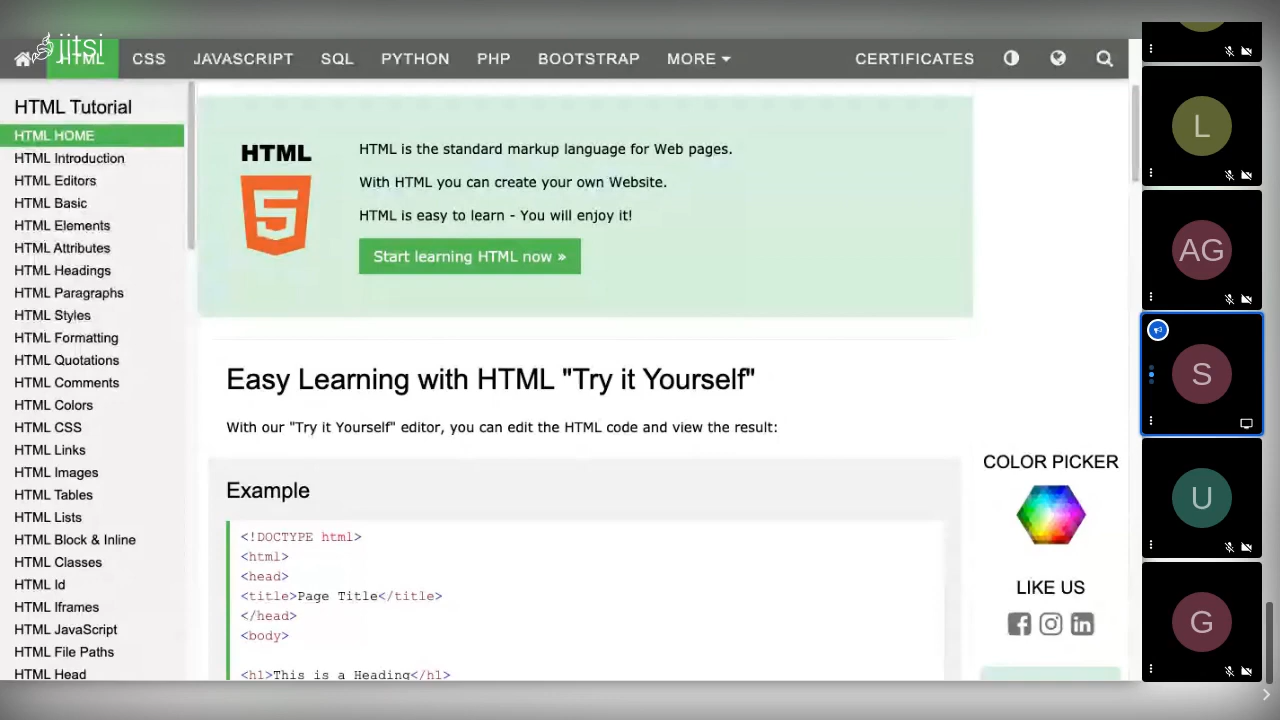 jitsi
HTML
CSS
JAVASCRIPT
SQL
PYTHON
PHP
BOOTSTRAP
MORE
CERTIFICATES
HTML Tutorial
HTML HOME
HTML Introduction
HTML Editors
HTML Basic
HTML Elements
HTML Attributes
HTML Headings
HTML Paragraphs
HTML Styles
HTML Formatting
HTML Quotations
HTML Comments
HTML Colors
HTML CSS
HTML Links
HTML Images
HTML Tables
HTML Lists
HTML Block & Inline
HTML Classes
HTML Id
HTML Iframes
HTML JavaScript
HTML File Paths
HTML Head
HTML
5
HTML is the standard markup language for Web pages.
With HTML you can create your own Website.
HTML is easy to learn - You will enjoy it!
Start learning HTML now »
Easy Learning with HTML "Try it Yourself"
With our "Try it Yourself" editor, you can edit the HTML code and view the result:
Example
<!DOCTYPE html>
<html>
<head>
<title>Page Title</title>
</head>
<body>
<h1>This is a Heading</h1>
COLOR PICKER
LIKE US
L
AG
S
U
G